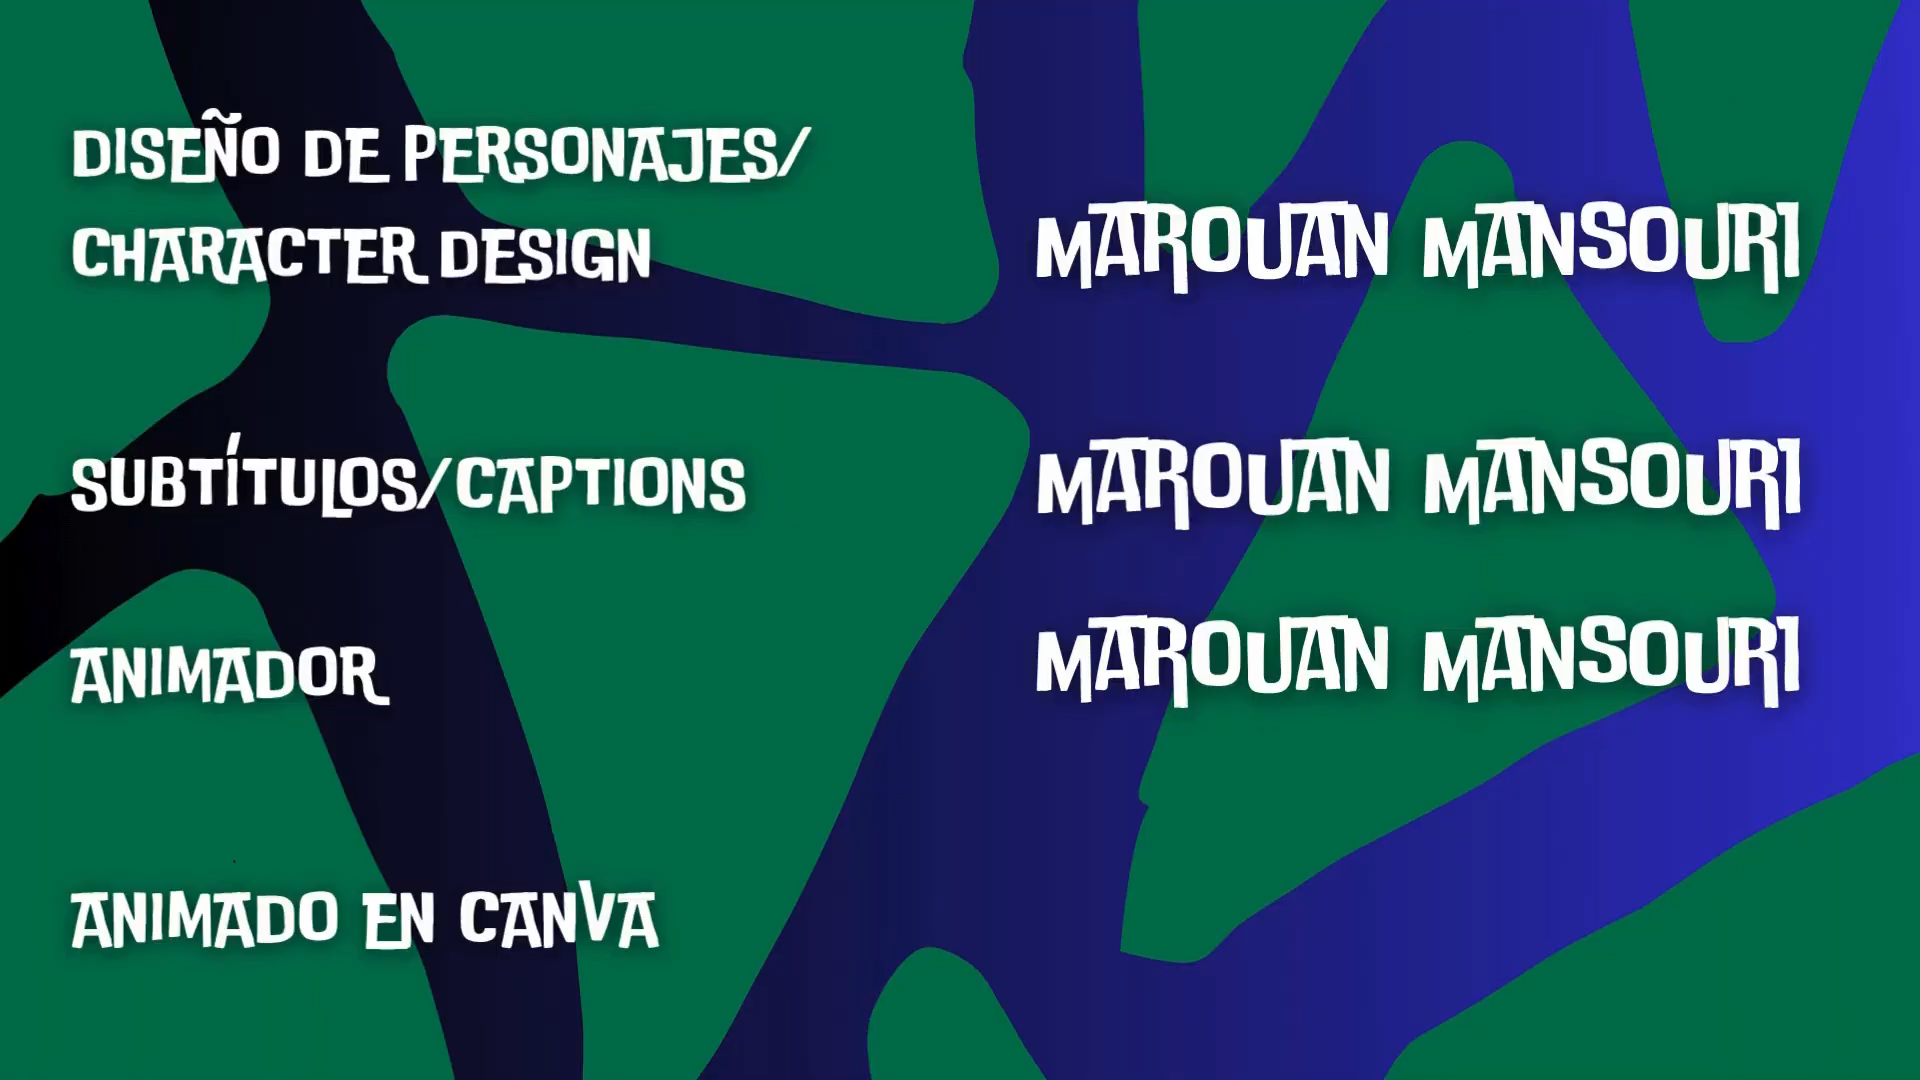 DISEÑO DE PERSONAJES/
CHARACTER DESIGN
MAROUAN MANSOURI
SUBTÍTULOS/CAPTIONS
MAROUAN MANSOURI
ANIMADOR
MAROUAN MANSOURI
ANIMADO EN CANVA